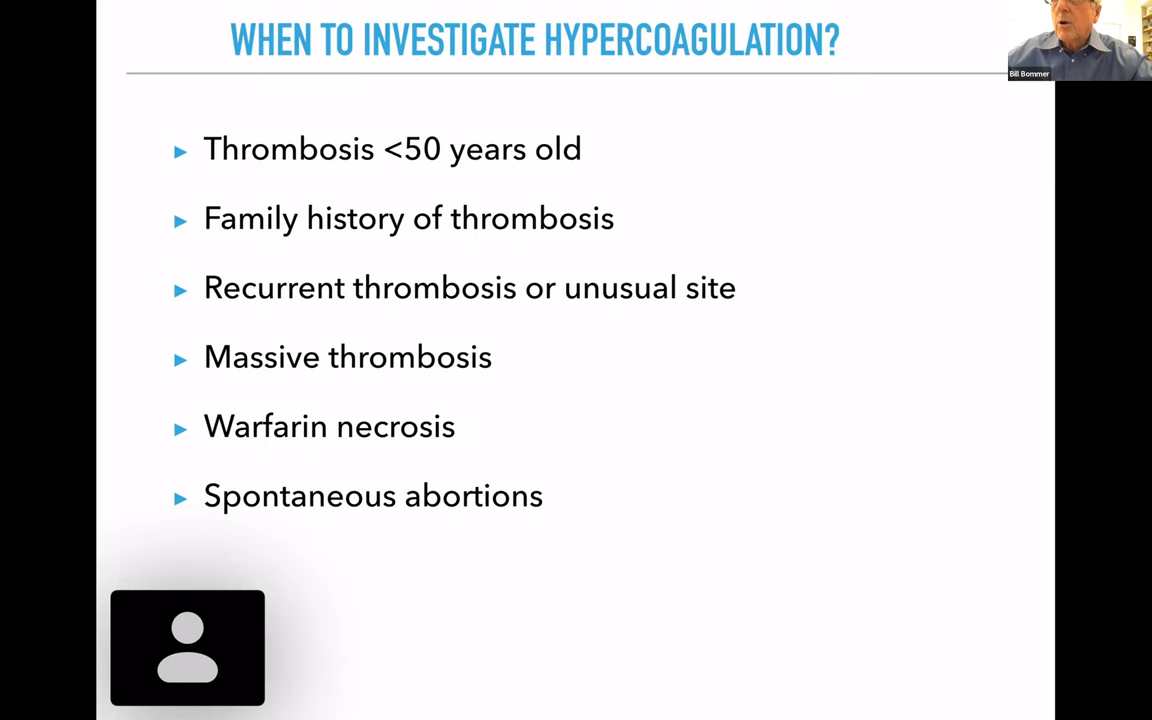 WHEN TO INVESTIGATE HYPERCOAGULATION?
Bill Bommer
Thrombosis <50 years old
Family history of thrombosis
Recurrent thrombosis or unusual site
Massive thrombosis
Warfarin necrosis
Spontaneous abortions